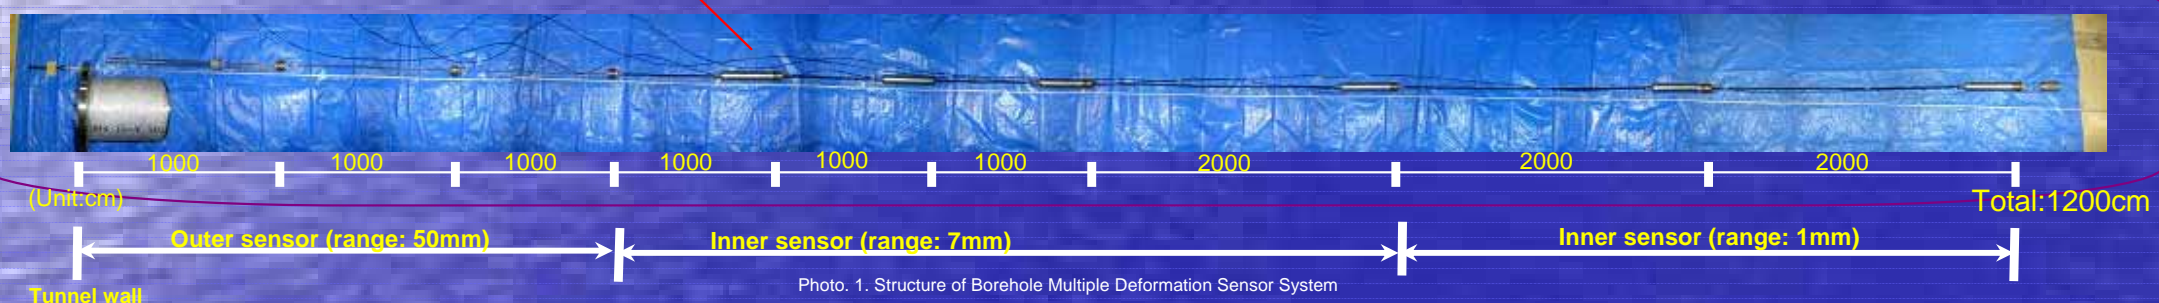 1000 1000 1000 1000 1000 1000 2000 2000 2000
(Unit:cm)
Total:1200cm
Outer sensor (range: 50mm) Inner sensor (range: 7mm) Inner sensor (range: 1mm)
Tunnel wall
Photo. 1. Structure of Borehole Multiple Deformation Sensor System